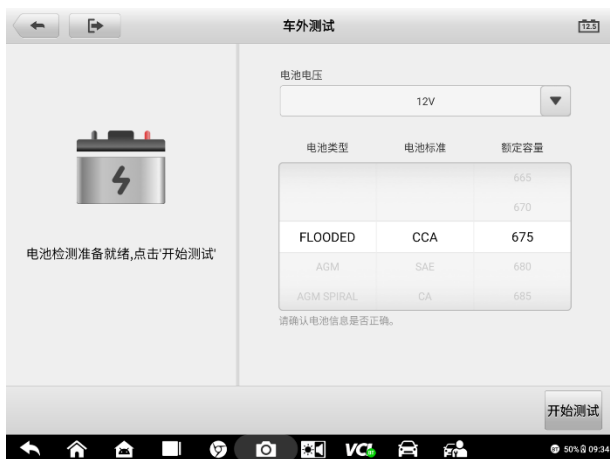 车外测试
12.5
电池电压
12V
电池类型 电池标准 额定容量
665
670
FLOODED CCA 675
AGM SAE 680
AGM SPIRAL CA 685
请确认电池信息是否正确。
电池检测准备就绪,点击'开始测试'
开始测试
VCI
50% 09:34